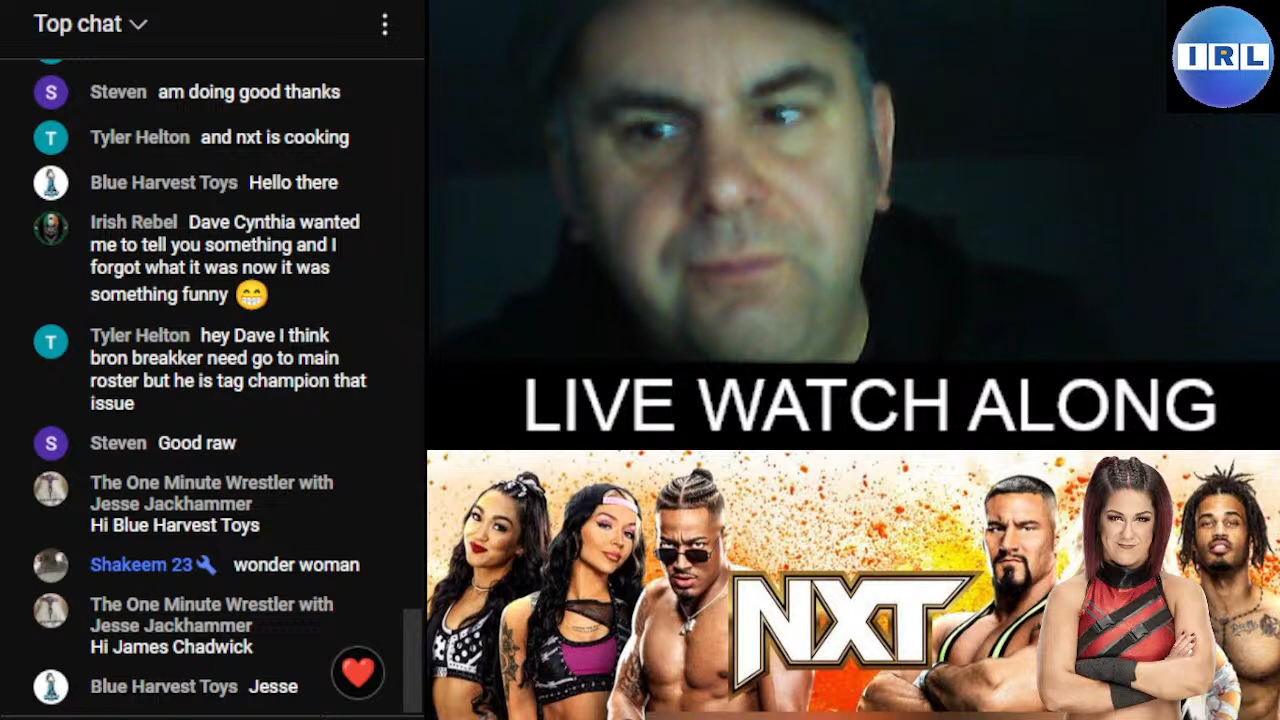 Top chat
S Steven am doing good thanks
T Tyler Helton and nxt is cooking
Blue Harvest Toys Hello there
Irish Rebel Dave Cynthia wanted
me to tell you something and I
forgot what it was now it was
something funny 😁
T Tyler Helton hey Dave I think
bron breakker need go to main
roster but he is tag champion that
issue
S Steven Good raw
The One Minute Wrestler with
Jesse Jackhammer
Hi Blue Harvest Toys
Shakeem 23 wonder woman
The One Minute Wrestler with
Jesse Jackhammer
Hi James Chadwick
Blue Harvest Toys Jesse
IRL
LIVE WATCH ALONG
NXT